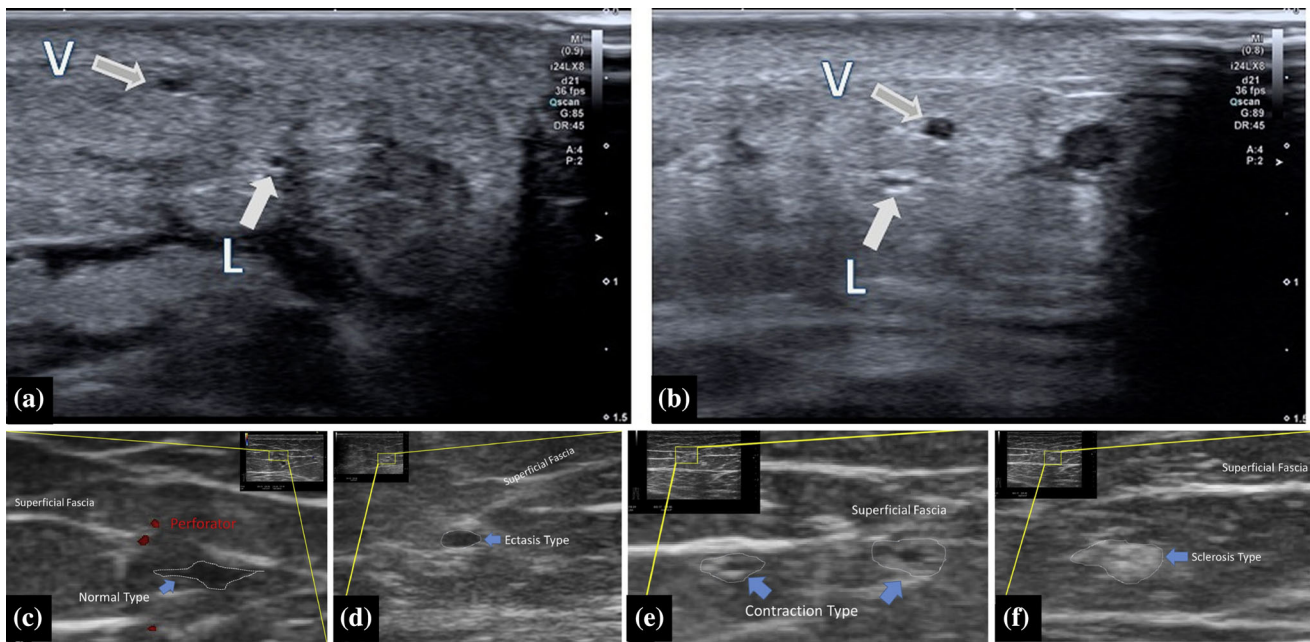 V
L
0
MI
(0.9)
i24LX8
d21
36 fps
Qscan
G:85
DR:45
A:4
P:2
1
1.5
(a)
V
L
0
MI
(0.8)
i24LX8
d21
36 fps
Qscan
G:89
DR:45
A:4
P:2
1
1.5
(b)
Superficial Fascia
Perforator
Normal Type
(c)
Superficial Fascia
Ectasis Type
(d)
Superficial Fascia
Contraction Type
(e)
Superficial Fascia
Sclerosis Type
(f)